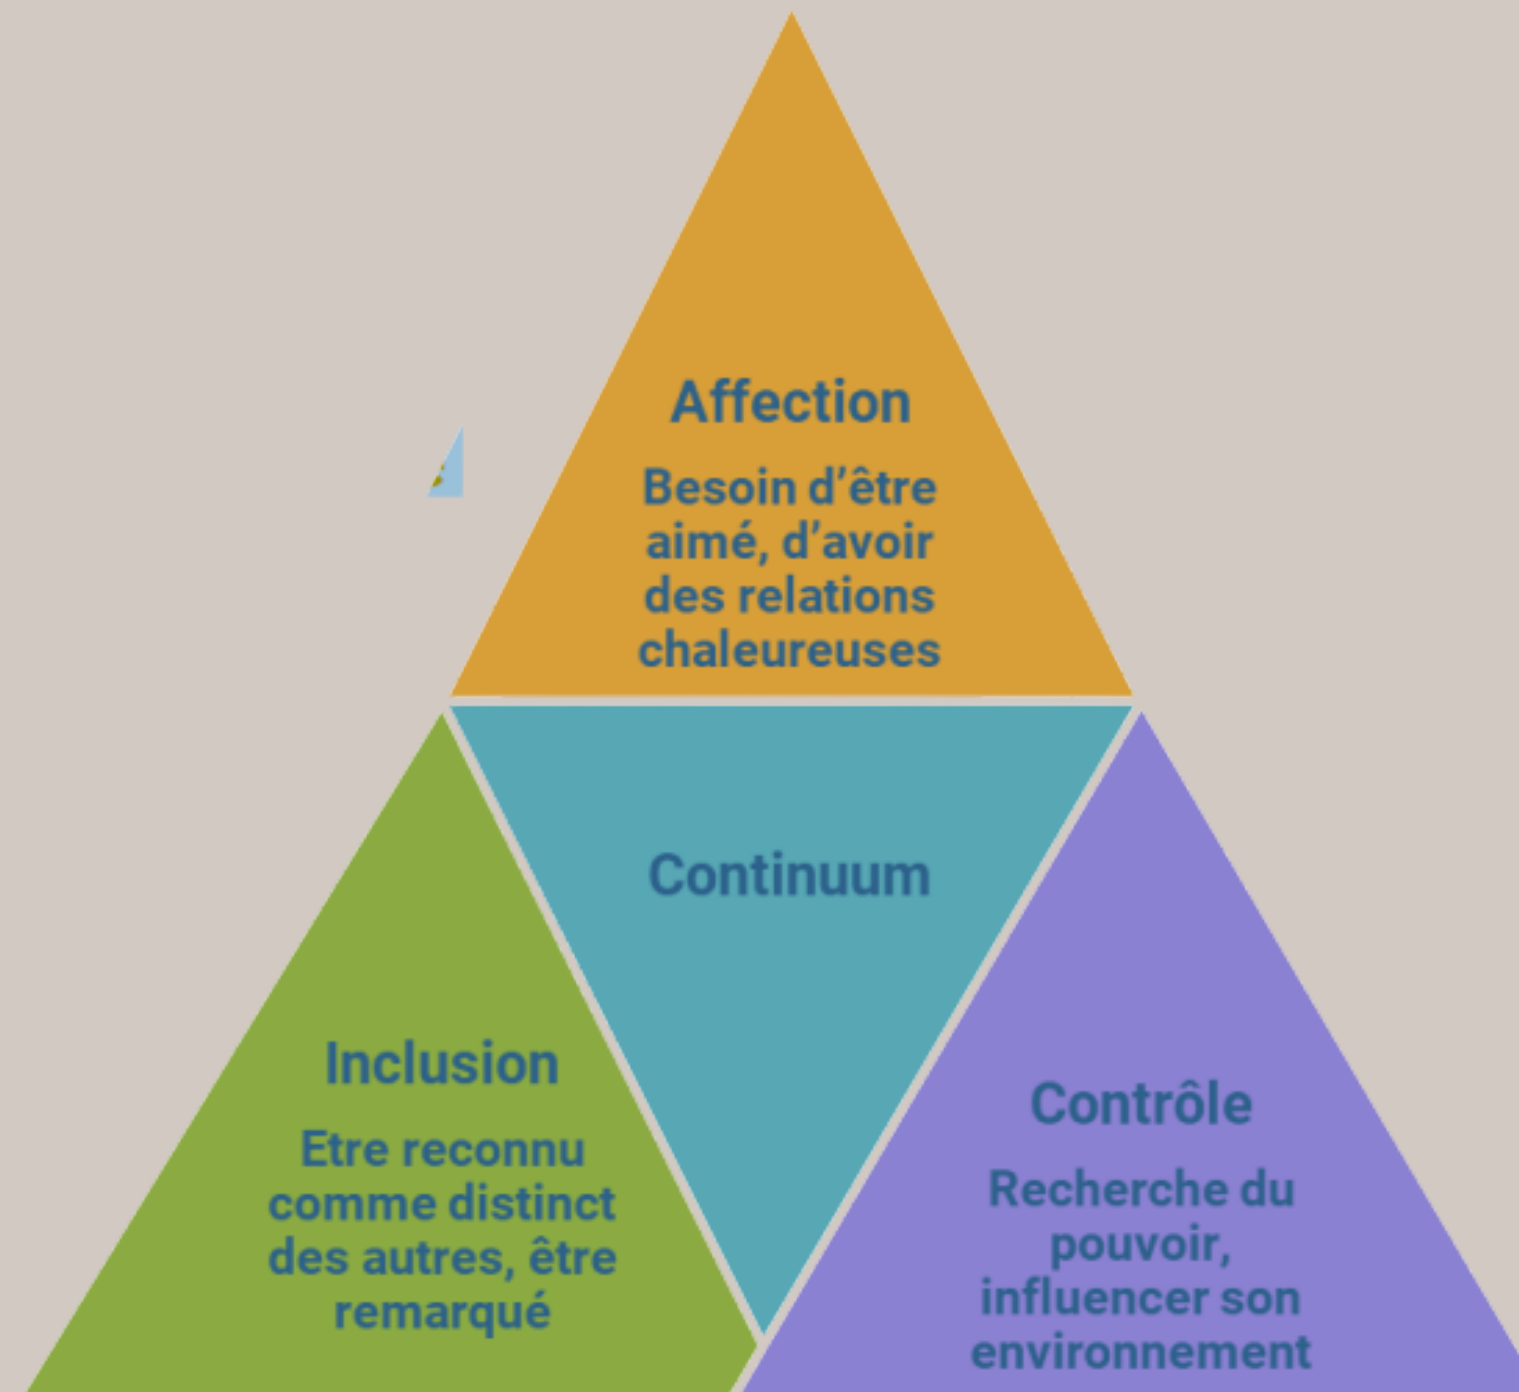 Affection
Besoin d’être
aimé, d’avoir
des relations
chaleureuses
Continuum
Inclusion
Etre reconnu
comme distinct
des autres, être
remarqué
Contrôle
Recherche du
pouvoir,
influencer son
environnement